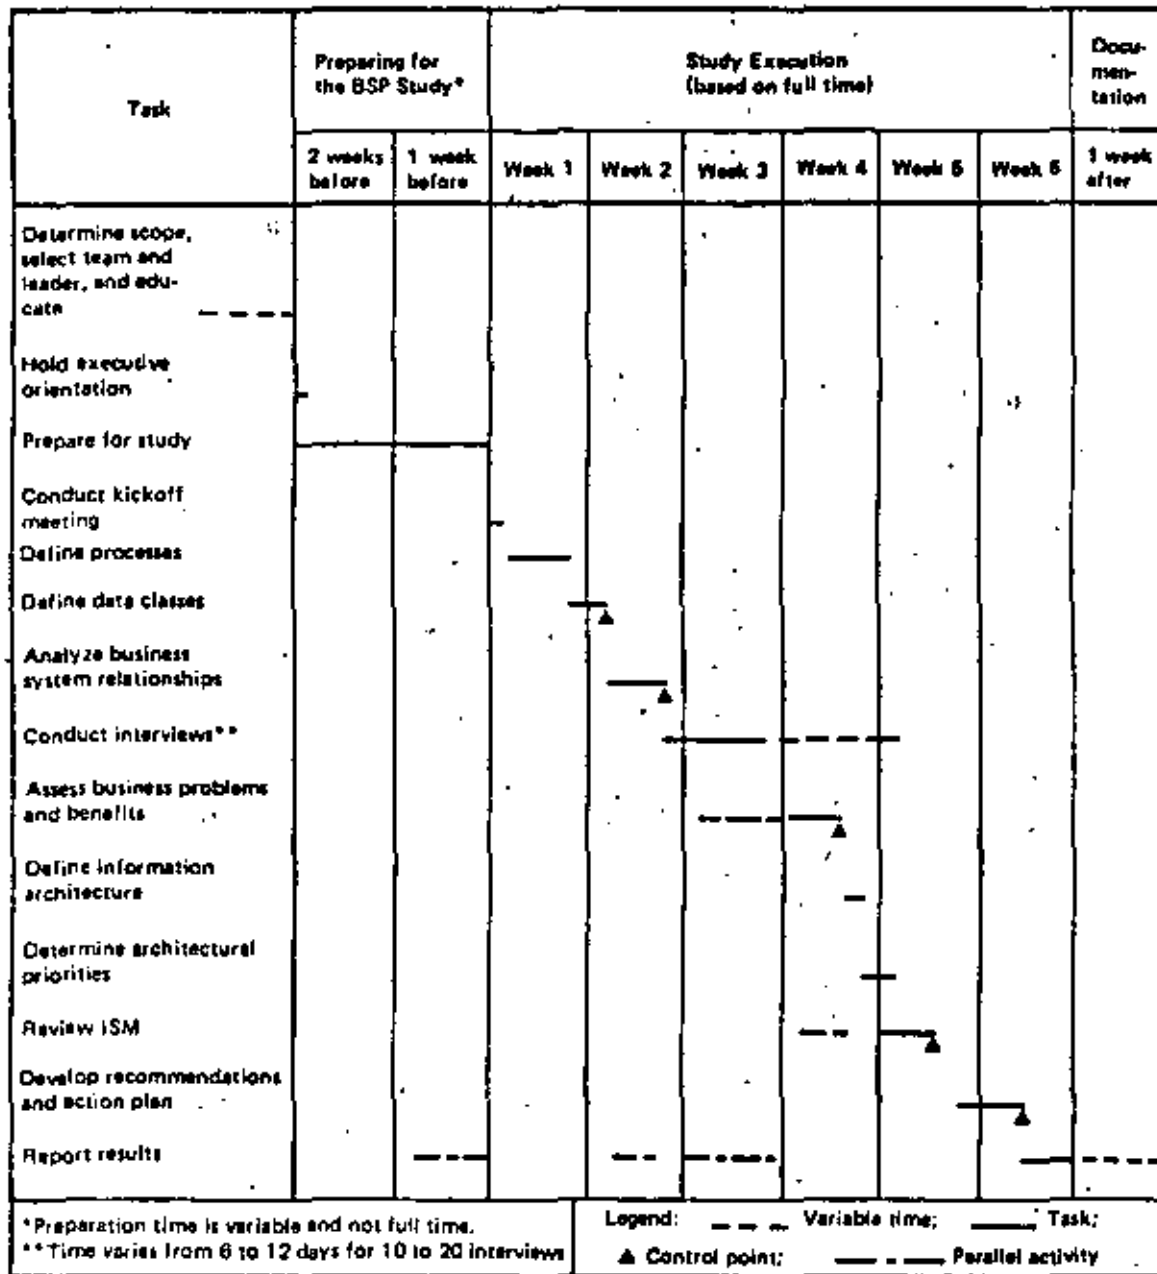 Task
Preparing for
the BSP Study*
Study Execution
(based on full time)
Docu-
men-
tation
2 weeks
before
1 week
before
Week 1
Week 2
Week 3
Week 4
Week 5
Week 6
1 week
after
Determine scope,
select team and
leader, and edu-
cate
Hold executive
orientation
Prepare for study
Conduct kickoff
meeting
Define processes
Define data classes
Analyze business
system relationships
Conduct interviews**
Assess business problems
and benefits
Define information
architecture
Determine architectural
priorities
Review ISM
Develop recommendations
and action plan
Report results
*Preparation time is variable and not full time.
**Time varies from 6 to 12 days for 10 to 20 interviews
Legend: Variable time; Task;
▲ Control point; Parallel activity